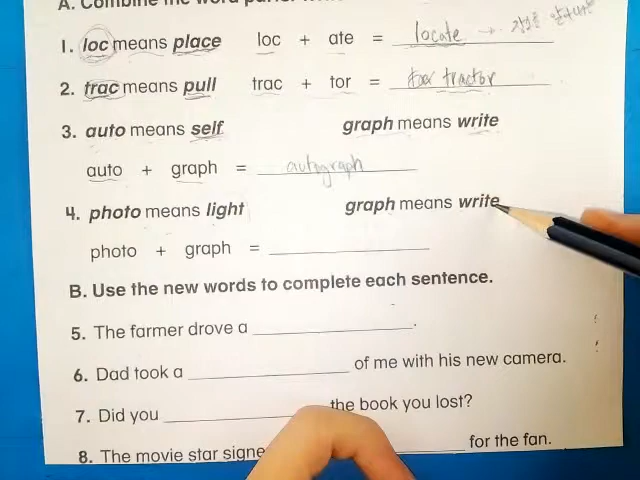 A. Combine the word
1. loc means place loc + ate = locate → 장소를
2. trac means pull trac + tor = tractor
3. auto means self graph means write
auto + graph = autograph
4. photo means light graph means write
photo + graph =
B. Use the new words to complete each sentence.
5. The farmer drove a .
6. Dad took a of me with his new camera.
7. Did you the book you lost?
8. The movie star signe for the fan.